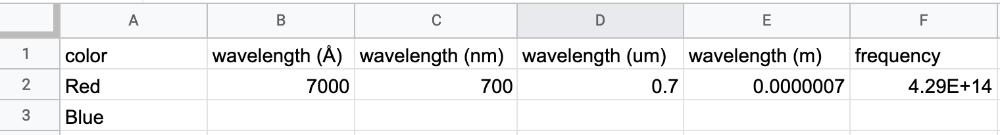 A B C D E F
1 color wavelength (Å) wavelength (nm) wavelength (um) wavelength (m) frequency
2 Red 7000 700 0.7 0.0000007 4.29E+14
3 Blue